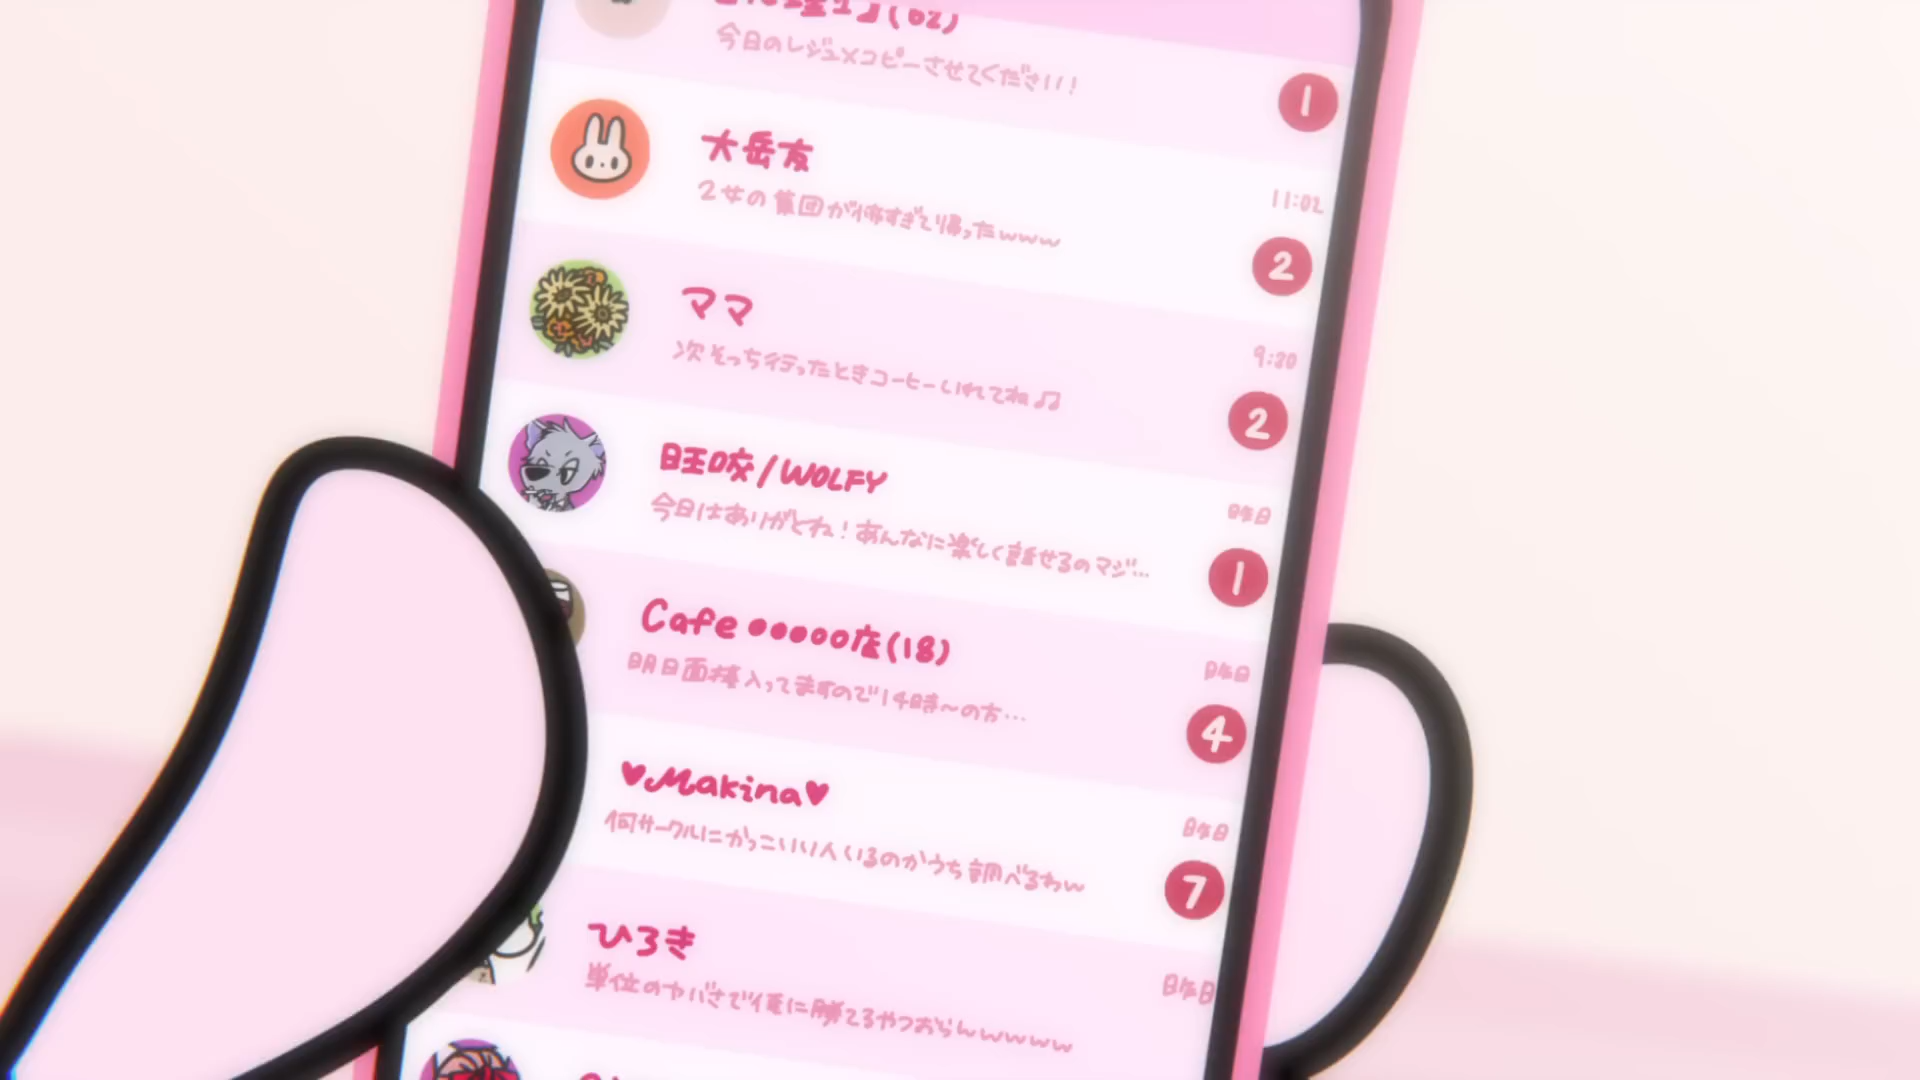 (62)
今日のレジュメコピーさせてください！
1
大岳友
11:02
2女の集団が怖すぎて帰ったwww
2
ママ
9:20
次そっち行ったときコーヒーいれてね♫
2
旺咬/WOLFY
昨日
今日はありがとね！あんなに楽しく話せるのマジ…
1
Cafe●●●●●店(18)
昨日
明日面接入ってますので14時〜の方…
4
♥Makina♥
昨日
何サークルにかっこいい人いるのかうち調べるわw
7
ひろき
昨日
単位のヤバさで俺に勝てるやつおらんwwww